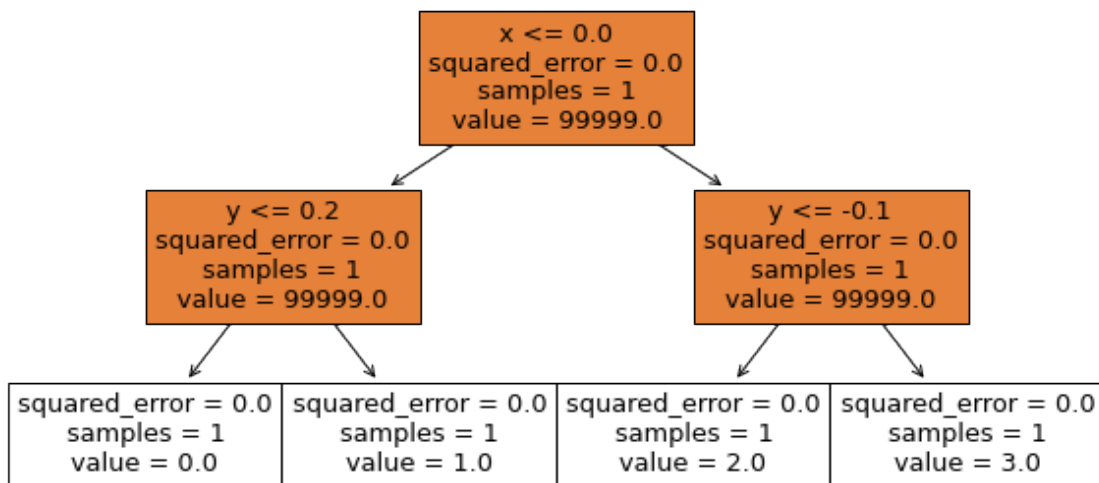 x <= 0.0
squared_error = 0.0
samples = 1
value = 99999.0
y <= 0.2
squared_error = 0.0
samples = 1
value = 99999.0
y <= -0.1
squared_error = 0.0
samples = 1
value = 99999.0
squared_error = 0.0
samples = 1
value = 0.0
squared_error = 0.0
samples = 1
value = 1.0
squared_error = 0.0
samples = 1
value = 2.0
squared_error = 0.0
samples = 1
value = 3.0